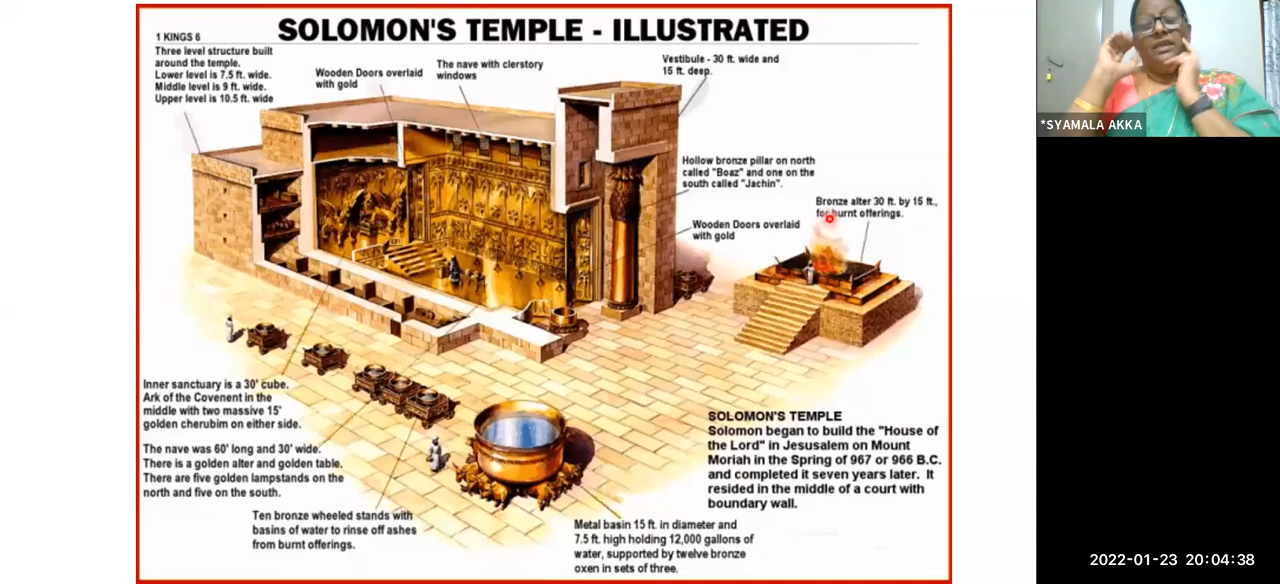 SOLOMON'S TEMPLE - ILLUSTRATED
1 KINGS 6
Three level structure built
around the temple.
Lower level is 7.5 ft. wide.
Middle level is 9 ft. wide.
Upper level is 10.5 ft. wide
Wooden Doors overlaid
with gold
The nave with clerstory
windows
Vestibule - 30 ft. wide and
15 ft. deep.
*SYAMALA AKKA
Hollow bronze pillar on north
called "Boaz" and one on the
south called "Jachin".
Bronze alter 30 ft. by 15 ft.,
for burnt offerings.
Wooden Doors overlaid
with gold
Inner sanctuary is a 30' cube.
Ark of the Covenent in the
middle with two massive 15'
golden cherubim on either side.
The nave was 60' long and 30' wide.
There is a golden alter and golden table.
There are five golden lampstands on the
north and five on the south.
Ten bronze wheeled stands with
basins of water to rinse off ashes
from burnt offerings.
Metal basin 15 ft. in diameter and
7.5 ft. high holding 12,000 gallons of
water, supported by twelve bronze
oxen in sets of three.
SOLOMON'S TEMPLE
Solomon began to build the "House of
the Lord" in Jesusalem on Mount
Moriah in the Spring of 967 or 966 B.C.
and completed it seven years later. It
resided in the middle of a court with
boundary wall.
2022-01-23 20:04:38